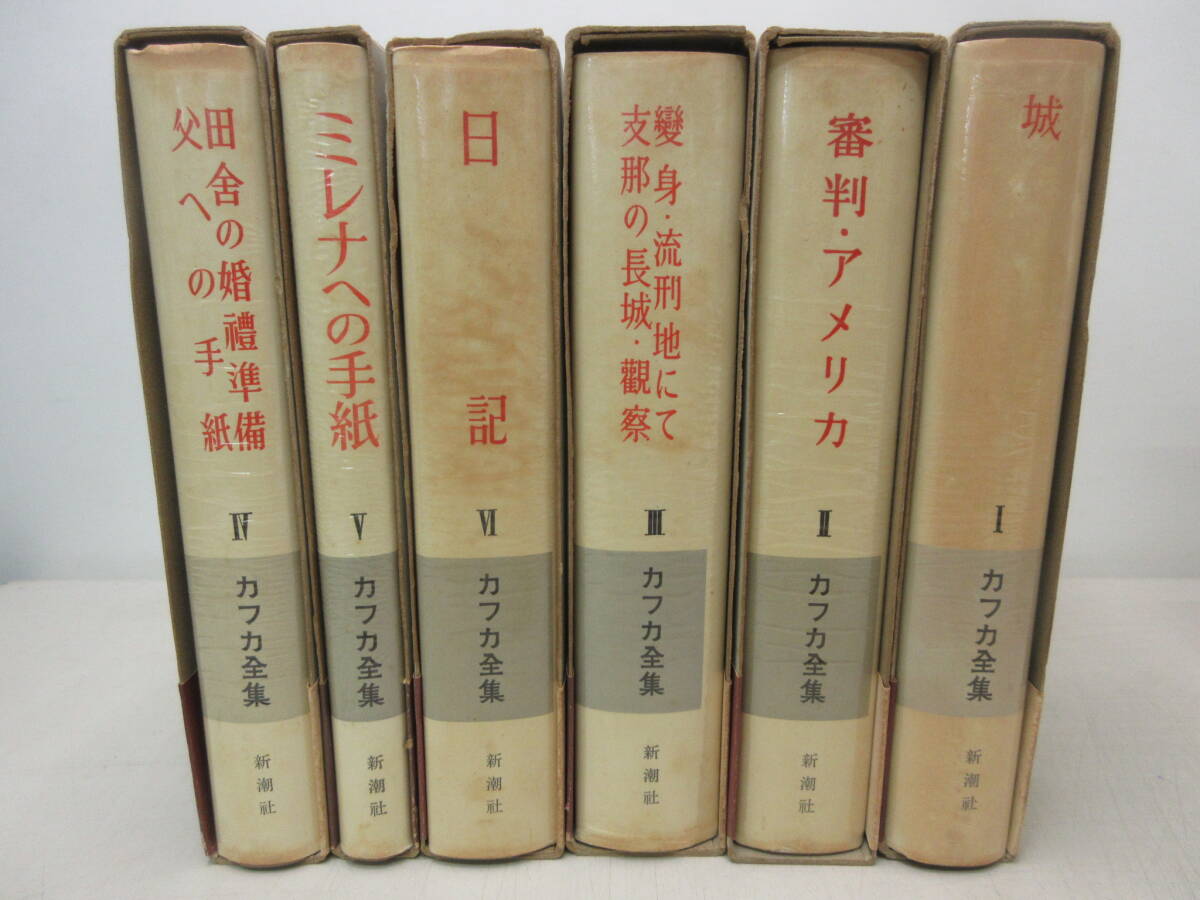 田舍の婚禮準備
父への手紙
IV
カフカ全集
新潮社
ミレナへの手紙
V
カフカ全集
新潮社
日記
VI
カフカ全集
新潮社
變身・流刑地にて
支那の長城・觀察
III
カフカ全集
新潮社
審判・アメリカ
II
カフカ全集
新潮社
城
I
カフカ全集
新潮社